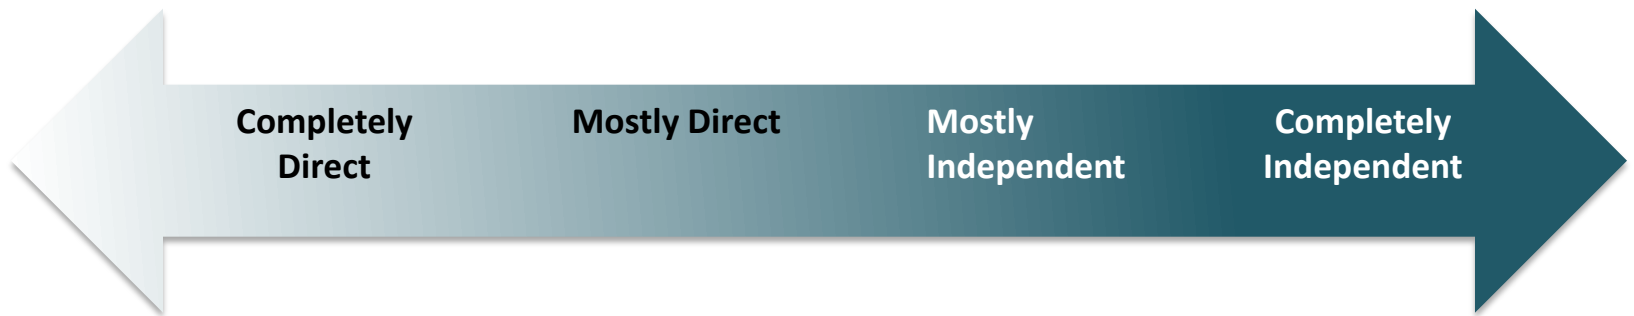 Completely
Direct
Mostly Direct
Mostly
Independent
Completely
Independent